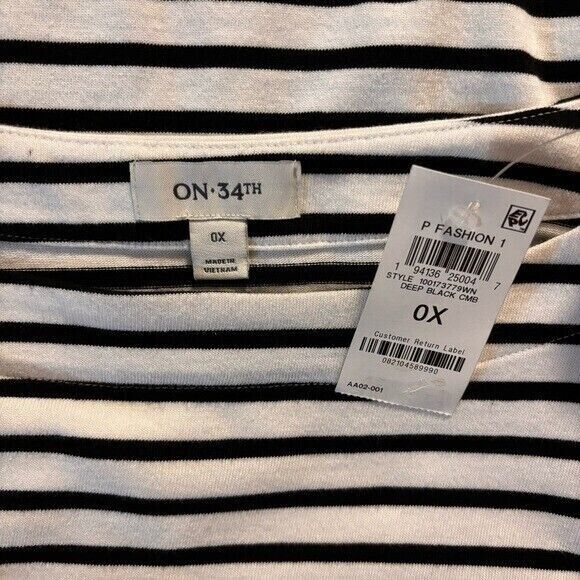 ON·34TH
0X
MADE IN
VIETNAM
P FASHION 1
1 94136 25004 7
STYLE 100173779WN
DEEP BLACK CMB
0X
Customer Return Label
082104589990
AA02-001